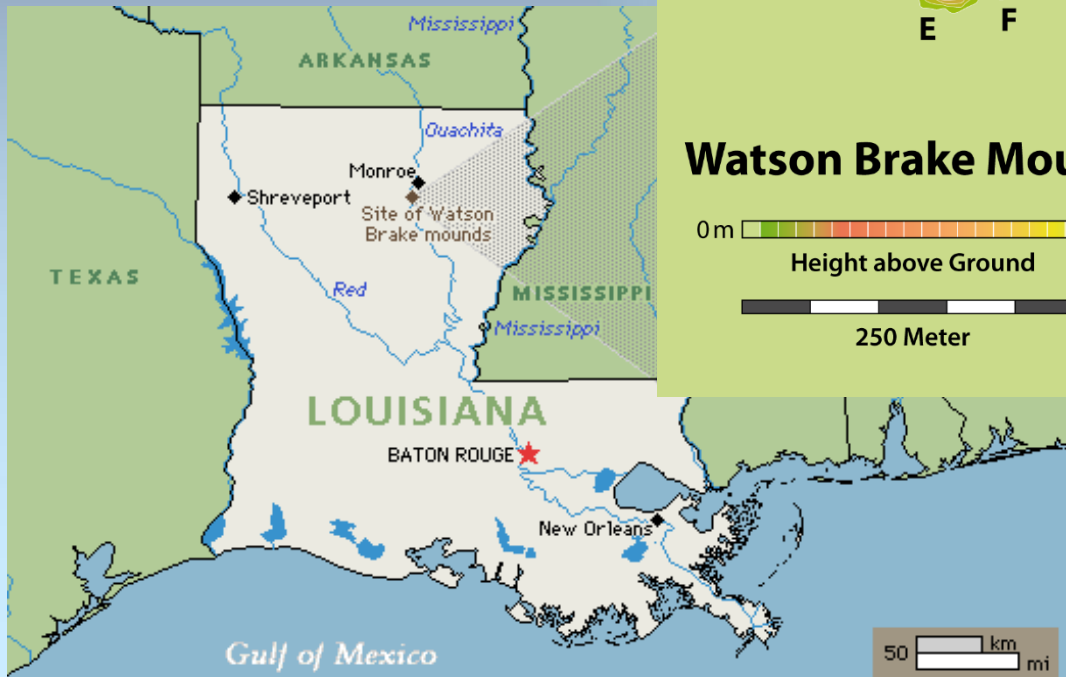 Mississippi
ARKANSAS
Ouachita
Monroe
Shreveport
Site of Watson
Brake mounds
TEXAS
Red
MISSISSIPPI
Mississippi
LOUISIANA
BATON ROUGE
New Orleans
Gulf of Mexico
50 km
mi
E F
Watson Brake Mou
0 m
Height above Ground
250 Meter